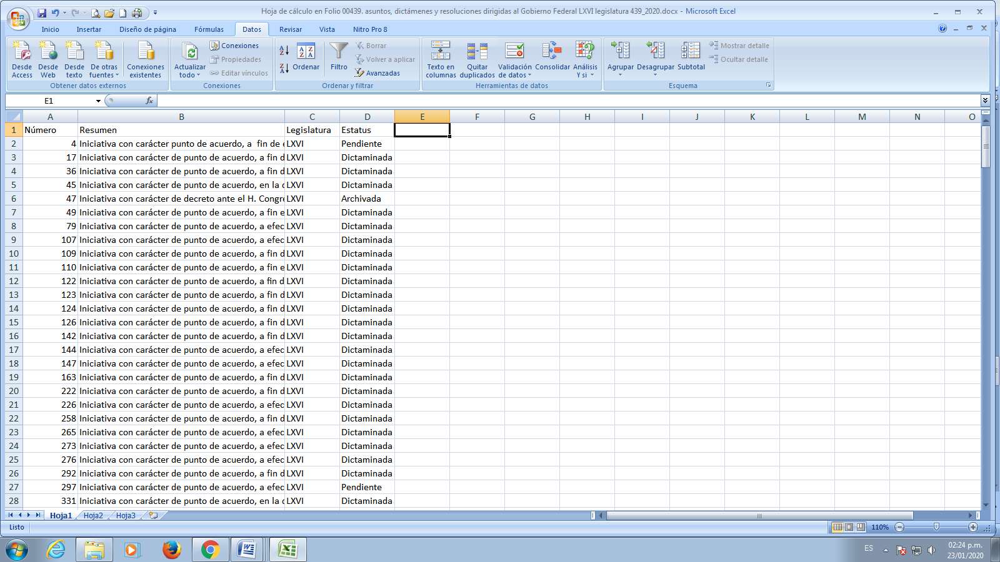 Hoja de cálculo en Folio 00439. asuntos, dictámenes y resoluciones dirigidas al Gobierno Federal LXVI legislatura 439_2020.docx - Microsoft Excel
Inicio Insertar Diseño de página Fórmulas Datos Revisar Vista Nitro Pro 8
Desde Access Desde Web Desde texto De otras fuentes Conexiones existentes
Obtener datos externos
Actualizar todo Conexiones Propiedades Editar vínculos
Conexiones
Ordenar Filtro Borrar Volver a aplicar Avanzadas
Ordenar y filtrar
Texto en columnas Quitar duplicados Validación de datos Consolidar Análisis Y si
Herramientas de datos
Agrupar Desagrupar Subtotal Mostrar detalle Ocultar detalle
Esquema
E1 fx
A B C D E F G H I J K L M N O
1 Número Resumen Legislatura Estatus
2 4 Iniciativa con carácter punto de acuerdo, a fin de e LXVI Pendiente
3 17 Iniciativa con carácter de punto de acuerdo, a fin d LXVI Dictaminada
4 36 Iniciativa con carácter de punto de acuerdo, a fin d LXVI Dictaminada
5 45 Iniciativa con carácter de punto de acuerdo, en la c LXVI Dictaminada
6 47 Iniciativa con carácter de decreto ante el H. Congre LXVI Archivada
7 49 Iniciativa con carácter de punto de acuerdo, a fin e LXVI Dictaminada
8 79 Iniciativa con carácter de punto de acuerdo, a efec LXVI Dictaminada
9 107 Iniciativa con carácter de punto de acuerdo, a efec LXVI Dictaminada
10 109 Iniciativa con carácter de punto de acuerdo, a fin d LXVI Dictaminada
11 110 Iniciativa con carácter de punto de acuerdo, a fin e LXVI Dictaminada
12 122 Iniciativa con carácter de punto de acuerdo, a fin d LXVI Dictaminada
13 123 Iniciativa con carácter de punto de acuerdo, a fin d LXVI Dictaminada
14 124 Iniciativa con carácter de punto de acuerdo, a fin d LXVI Dictaminada
15 126 Iniciativa con carácter de punto de acuerdo, a fin d LXVI Dictaminada
16 142 Iniciativa con carácter de punto de acuerdo, a fin d LXVI Dictaminada
17 144 Iniciativa con carácter de punto de acuerdo, a efec LXVI Dictaminada
18 147 Iniciativa con carácter de punto de acuerdo, a efec LXVI Dictaminada
19 163 Iniciativa con carácter de punto de acuerdo, a fin d LXVI Dictaminada
20 222 Iniciativa con carácter de punto de acuerdo, a fin d LXVI Dictaminada
21 226 Iniciativa con carácter de punto de acuerdo, a efec LXVI Dictaminada
22 258 Iniciativa con carácter de punto de acuerdo, a fin d LXVI Dictaminada
23 265 Iniciativa con carácter de punto de acuerdo, a efec LXVI Dictaminada
24 273 Iniciativa con carácter de punto de acuerdo, a efec LXVI Dictaminada
25 276 Iniciativa con carácter de punto de acuerdo, a efec LXVI Dictaminada
26 292 Iniciativa con carácter de punto de acuerdo, a fin d LXVI Dictaminada
27 297 Iniciativa con carácter de punto de acuerdo, a efec LXVI Pendiente
28 331 Iniciativa con carácter de punto de acuerdo, en la c LXVI Dictaminada
Hoja1 Hoja2 Hoja3
Listo 110%
ES 02:24 p.m.
23/01/2020